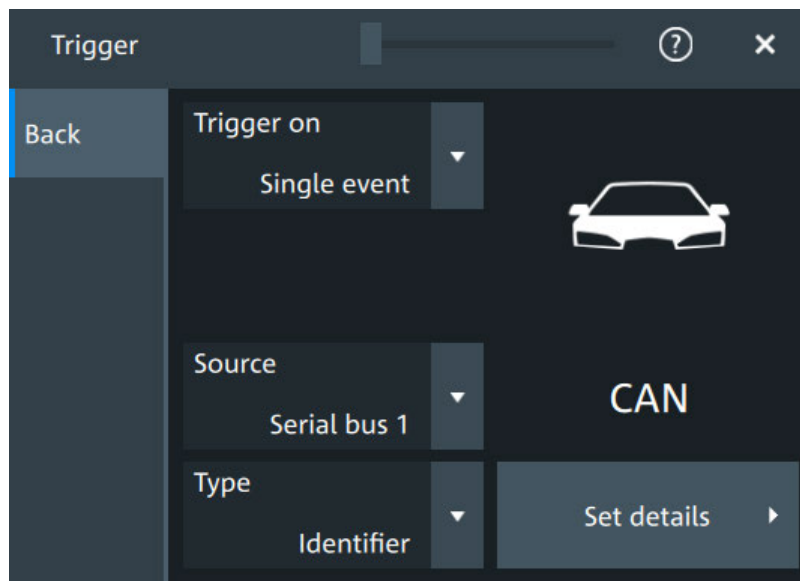 Trigger
?
×
Back
Trigger on
Single event
Source
Serial bus 1
CAN
Type
Identifier
Set details